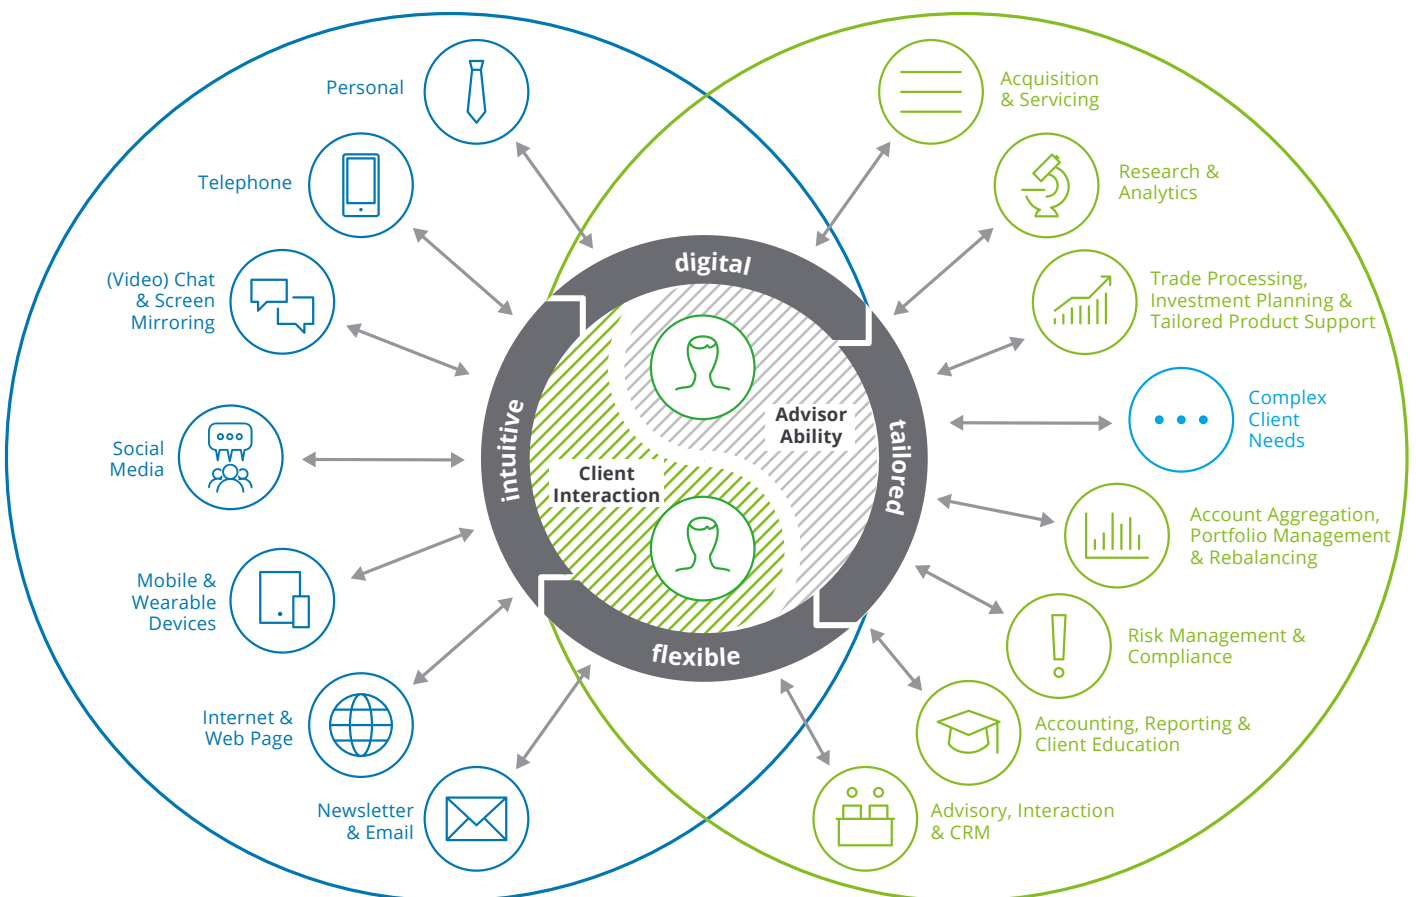 Personal
Telephone
(Video) Chat
& Screen
Mirroring
Social
Media
Mobile &
Wearable
Devices
Internet &
Web Page
Newsletter
& Email
digital
intuitive
tailored
flexible
Advisor
Ability
Client
Interaction
Acquisition
& Servicing
Research &
Analytics
Trade Processing,
Investment Planning &
Tailored Product Support
Complex
Client
Needs
Account Aggregation,
Portfolio Management
& Rebalancing
Risk Management &
Compliance
Accounting, Reporting &
Client Education
Advisory, Interaction
& CRM